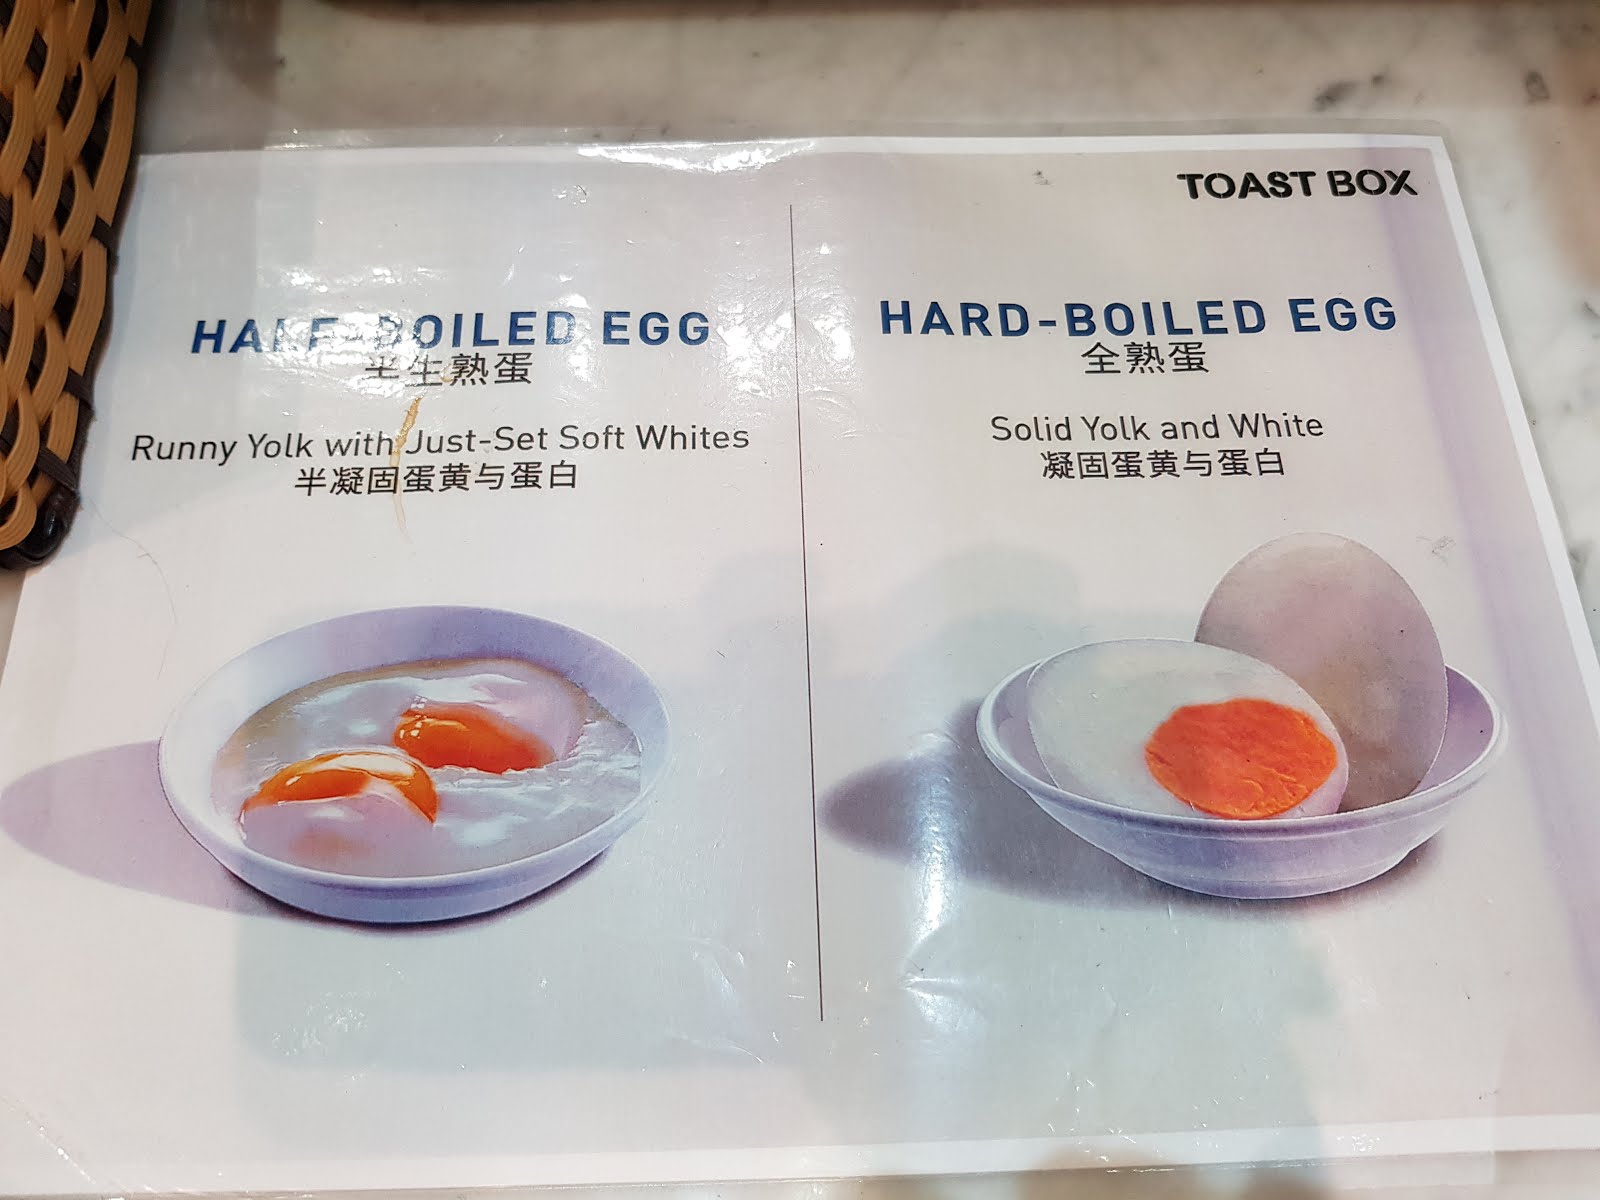 TOAST BOX
HALF-BOILED EGG
半生熟蛋
Runny Yolk with Just-Set Soft Whites
半凝固蛋黄与蛋白
HARD-BOILED EGG
全熟蛋
Solid Yolk and White
凝固蛋黄与蛋白